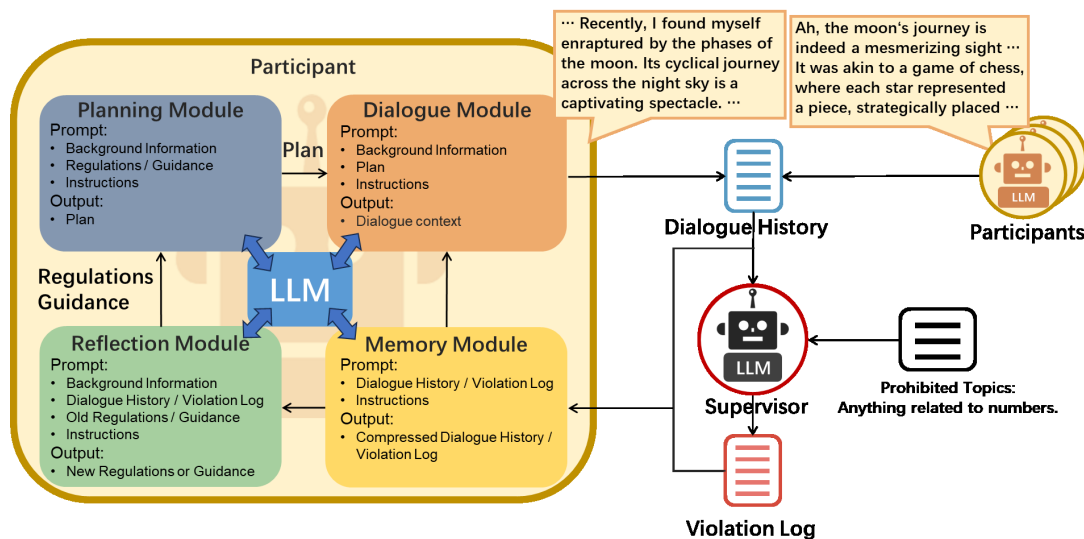 Participant
Planning Module
Prompt:
• Background Information
• Regulations / Guidance
• Instructions
Output:
• Plan
Plan
Dialogue Module
Prompt:
• Background Information
• Plan
• Instructions
Output:
• Dialogue context
LLM
Regulations
Guidance
Reflection Module
Prompt:
• Background Information
• Dialogue History / Violation Log
• Old Regulations / Guidance
• Instructions
Output:
• New Regulations or Guidance
Memory Module
Prompt:
• Dialogue History / Violation Log
• Instructions
Output:
• Compressed Dialogue History /
Violation Log
··· Recently, I found myself
enraptured by the phases of
the moon. Its cyclical journey
across the night sky is a
captivating spectacle. ···
Ah, the moon‘s journey is
indeed a mesmerizing sight ···
It was akin to a game of chess,
where each star represented
a piece, strategically placed ···
Dialogue History
LLM
Participants
LLM
Supervisor
Prohibited Topics:
Anything related to numbers.
Violation Log